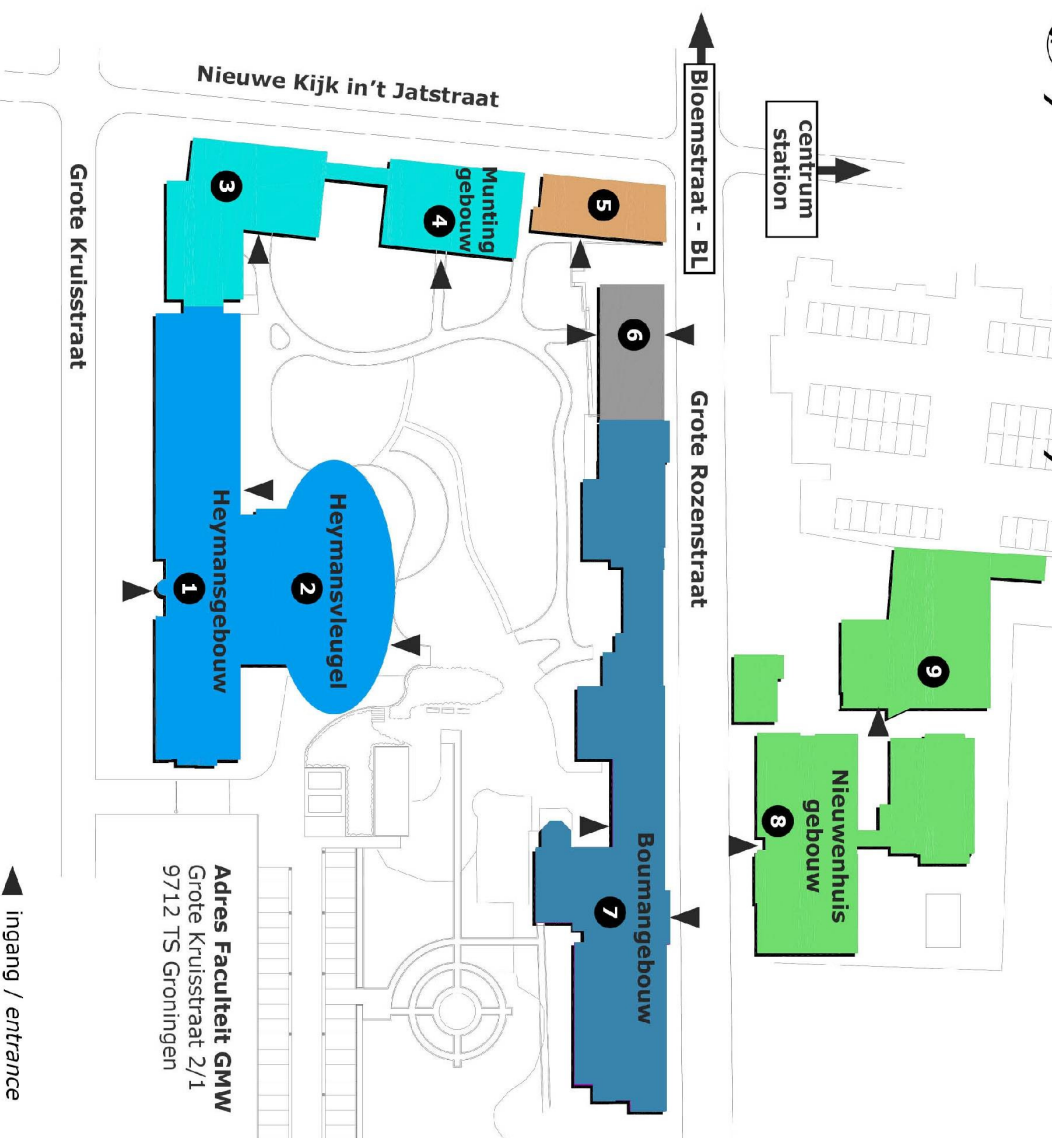 Nieuwe Kijk in't Jatstraat
Bloemstraat - BL
centrum
station
Grote Kruisstraat
Grote Rozenstraat
3
4
Munting
gebouw
5
6
Heymansgebouw
1
Heymansvleugel
2
Boumangebouw
7
Nieuwenhuis
gebouw
8
9
Adres Faculteit GMW
Grote Kruisstraat 2/1
9712 TS Groningen
ingang / entrance